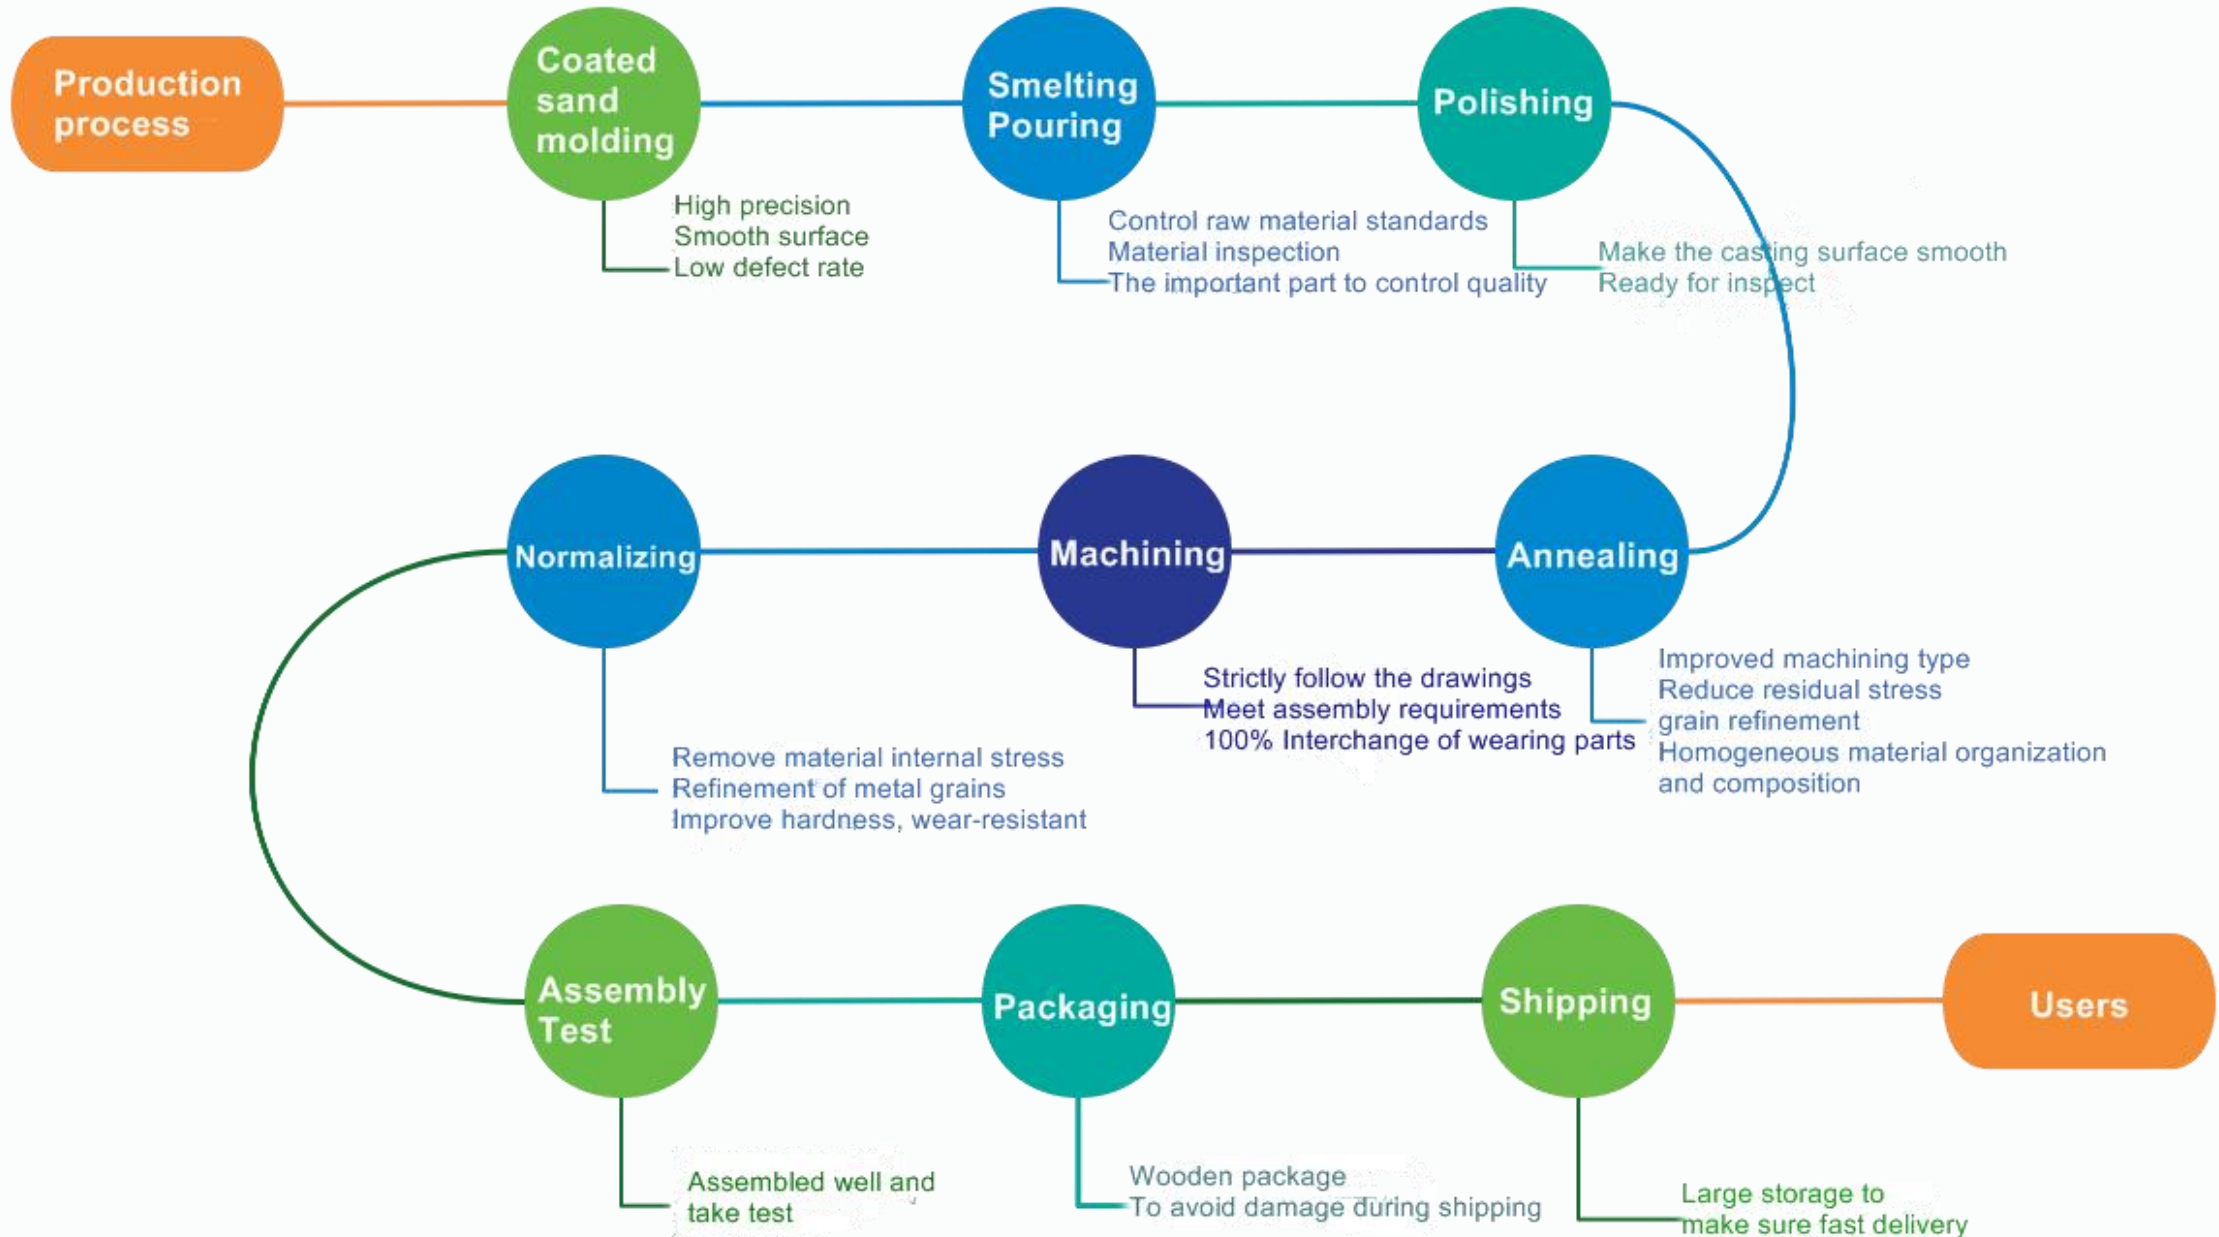 Production
process
Coated
sand
molding
High precision
Smooth surface
Low defect rate
Smelting
Pouring
Control raw material standards
Material inspection
The important part to control quality
Polishing
Make the casting surface smooth
Ready for inspect
Annealing
Improved machining type
Reduce residual stress
grain refinement
Homogeneous material organization
and composition
Machining
Strictly follow the drawings
Meet assembly requirements
100% Interchange of wearing parts
Normalizing
Remove material internal stress
Refinement of metal grains
Improve hardness, wear-resistant
Assembly
Test
Assembled well and
take test
Packaging
Wooden package
To avoid damage during shipping
Shipping
Large storage to
make sure fast delivery
Users